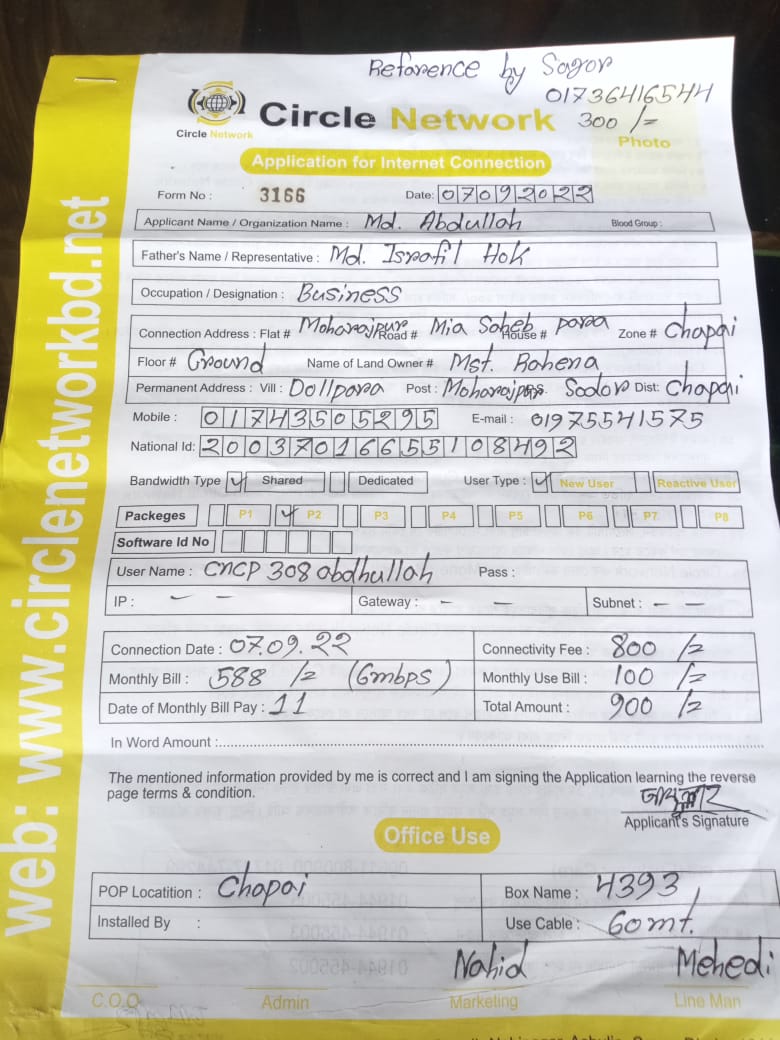 Reference by Sagor
01736416544
300 /=
Circle Network
Circle Network
Photo
Application for Internet Connection
Form No : 3166 Date: 07092022
Applicant Name / Organization Name : Md. Abdullah Blood Group :
Father's Name / Representative : Md. Israfil Hok
Occupation / Designation : Business
Connection Address : Flat # Moharajpur Road # Mia Saheb House # para Zone # Chapai
Floor # Ground Name of Land Owner # Mst. Rahena
Permanent Address : Vill : Dollpara Post : Moharajpur. Sodor Dist: Chapai
Mobile : 01743505295 E-mail : 01975541575
National Id: 20037016655108492
Bandwidth Type Shared Dedicated User Type : New User Reactive User
Packeges P1 P2 P3 P4 P5 P6 P7 P8
Software Id No
User Name : CNCP 308 abdhullah Pass :
IP : — — Gateway : — — Subnet : — —
Connection Date : 07.09.22 Connectivity Fee : 800 /=
Monthly Bill : 588 /= (6mbps) Monthly Use Bill : 100 /=
Date of Monthly Bill Pay : 11 Total Amount : 900 /=
In Word Amount :
The mentioned information provided by me is correct and I am signing the Application learning the reverse
page terms & condition.
Applicant's Signature
Office Use
POP Locatition : Chapai Box Name : 4393
Installed By : Use Cable : 60 mt.
Nahid Mehedi
C.O.O Admin Marketing Line Man
web: www.circlenetworkbd.net